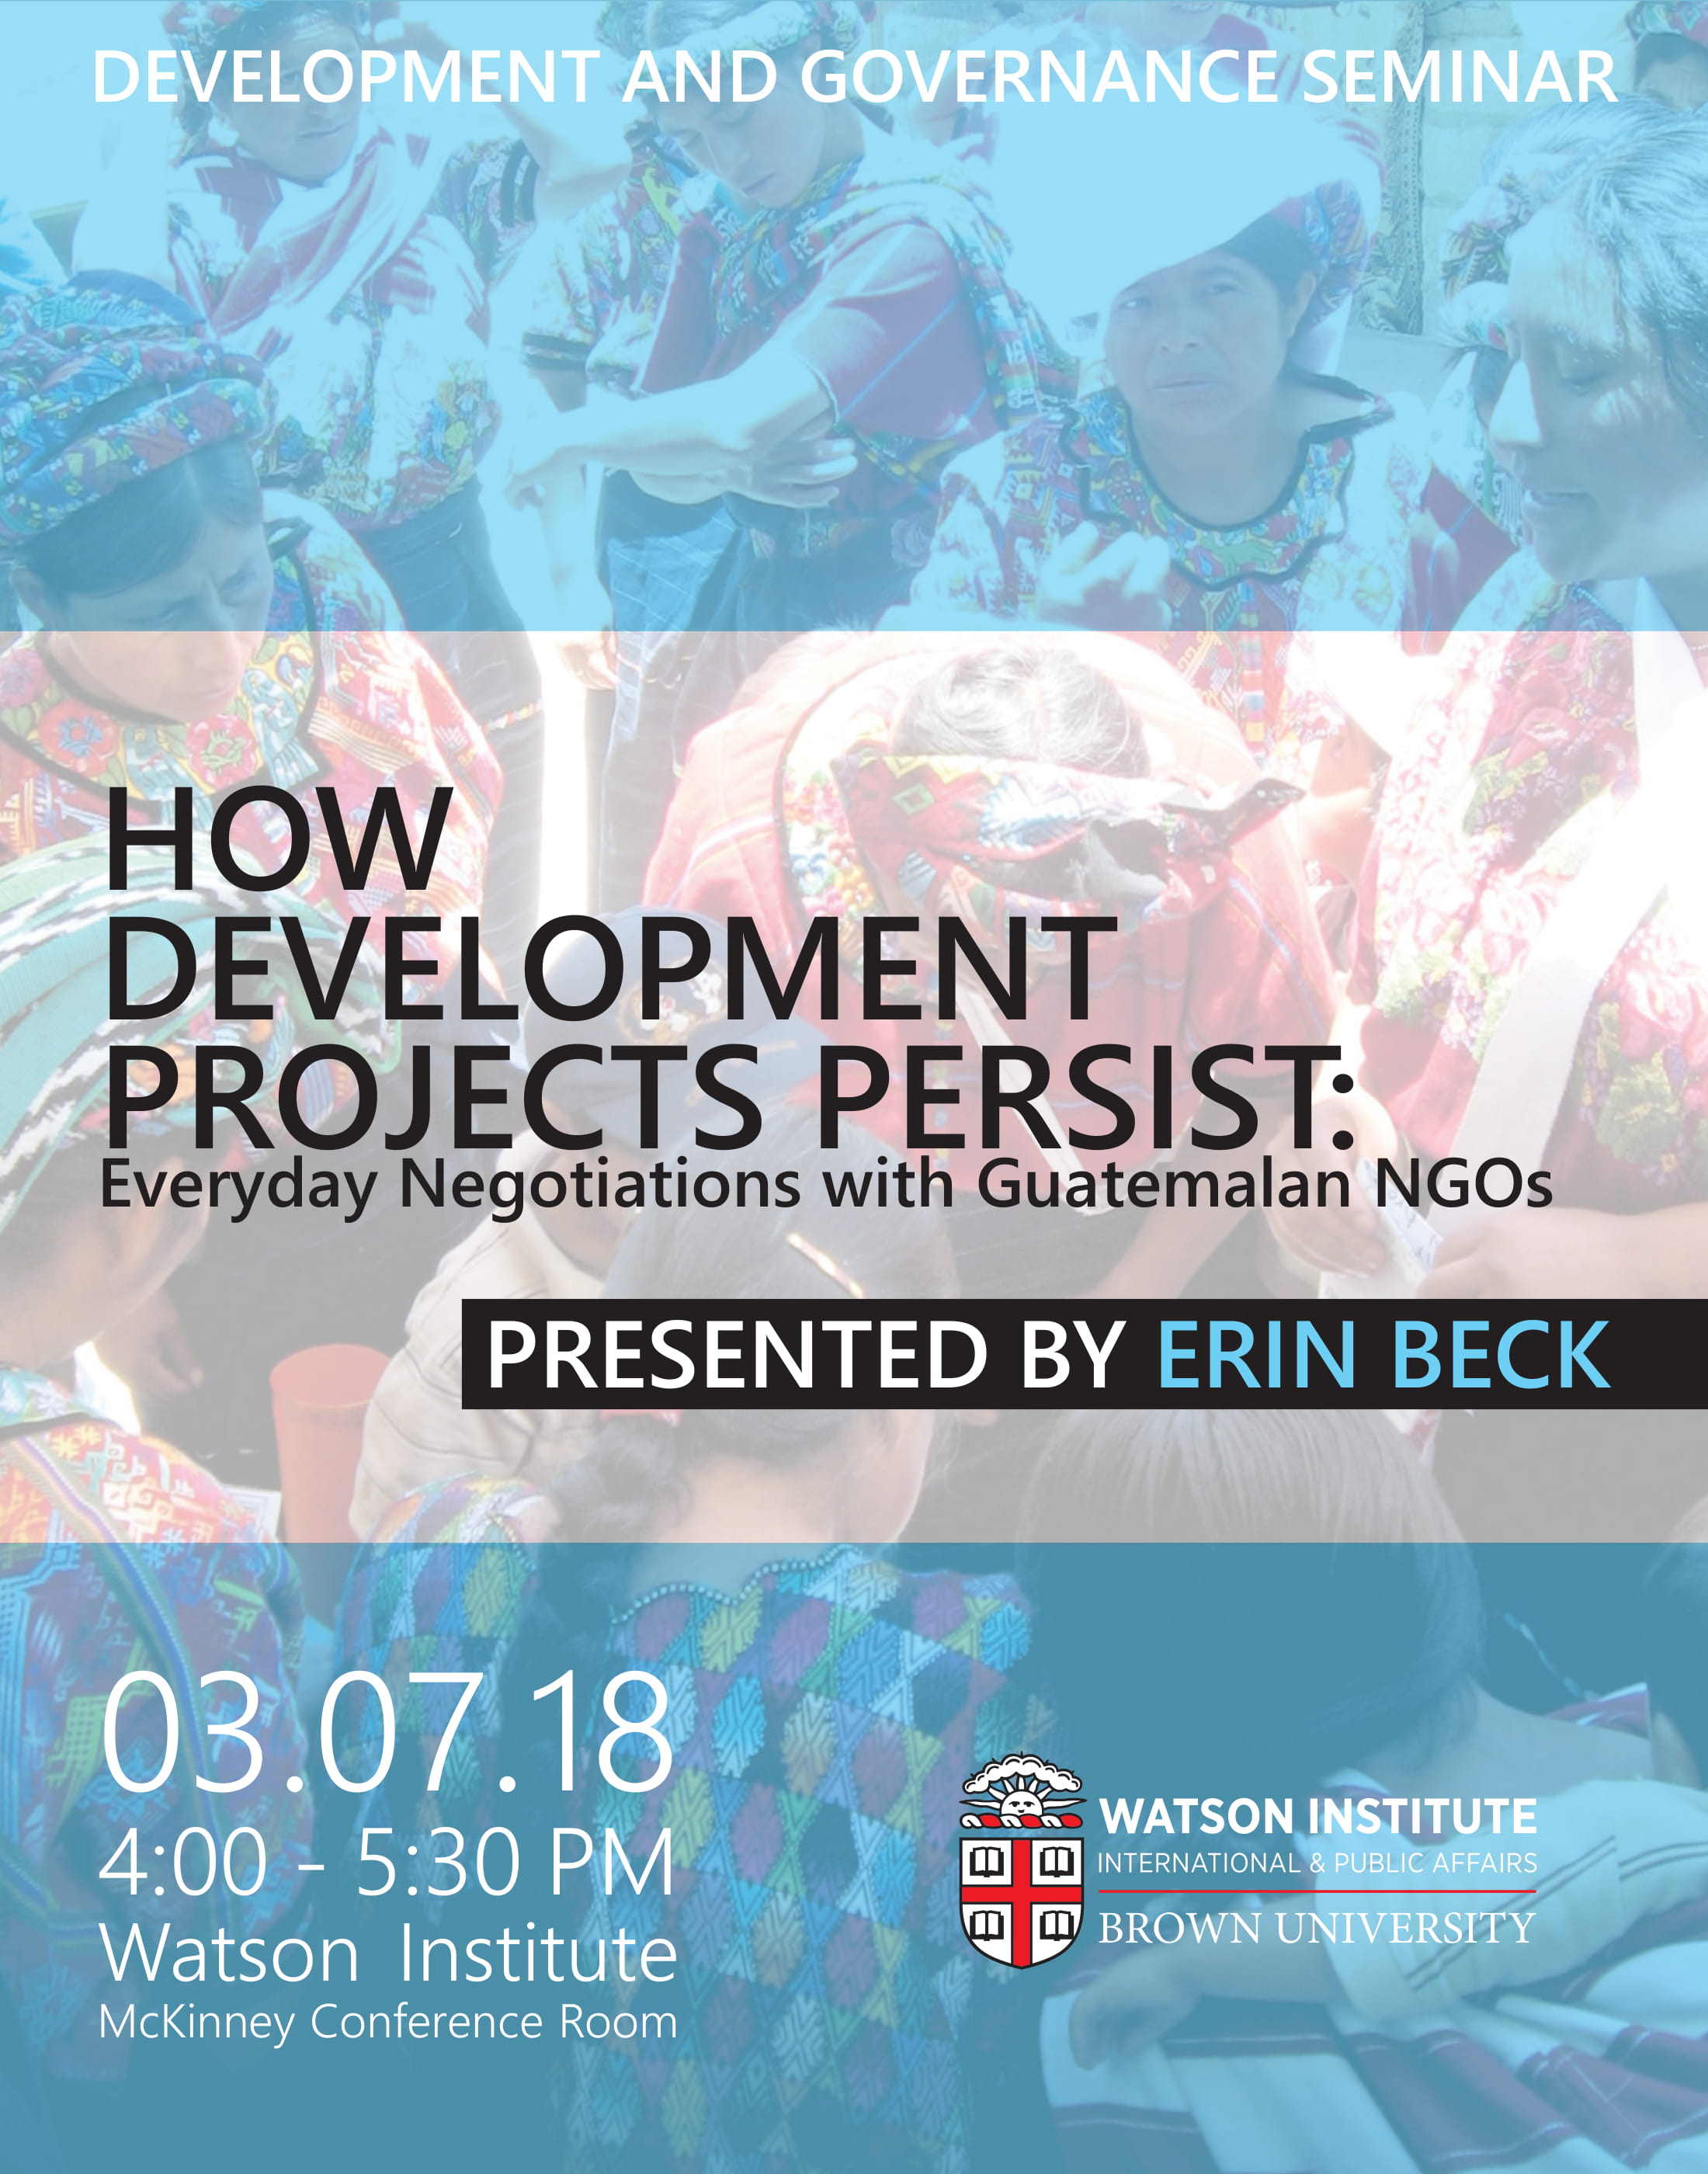 DEVELOPMENT AND GOVERNANCE SEMINAR
HOW
DEVELOPMENT
PROJECTS PERSIST:
Everyday Negotiations with Guatemalan NGOs
PRESENTED BY ERIN BECK
03.07.18
4:00 - 5:30 PM
Watson Institute
McKinney Conference Room
WATSON INSTITUTE
INTERNATIONAL & PUBLIC AFFAIRS
BROWN UNIVERSITY